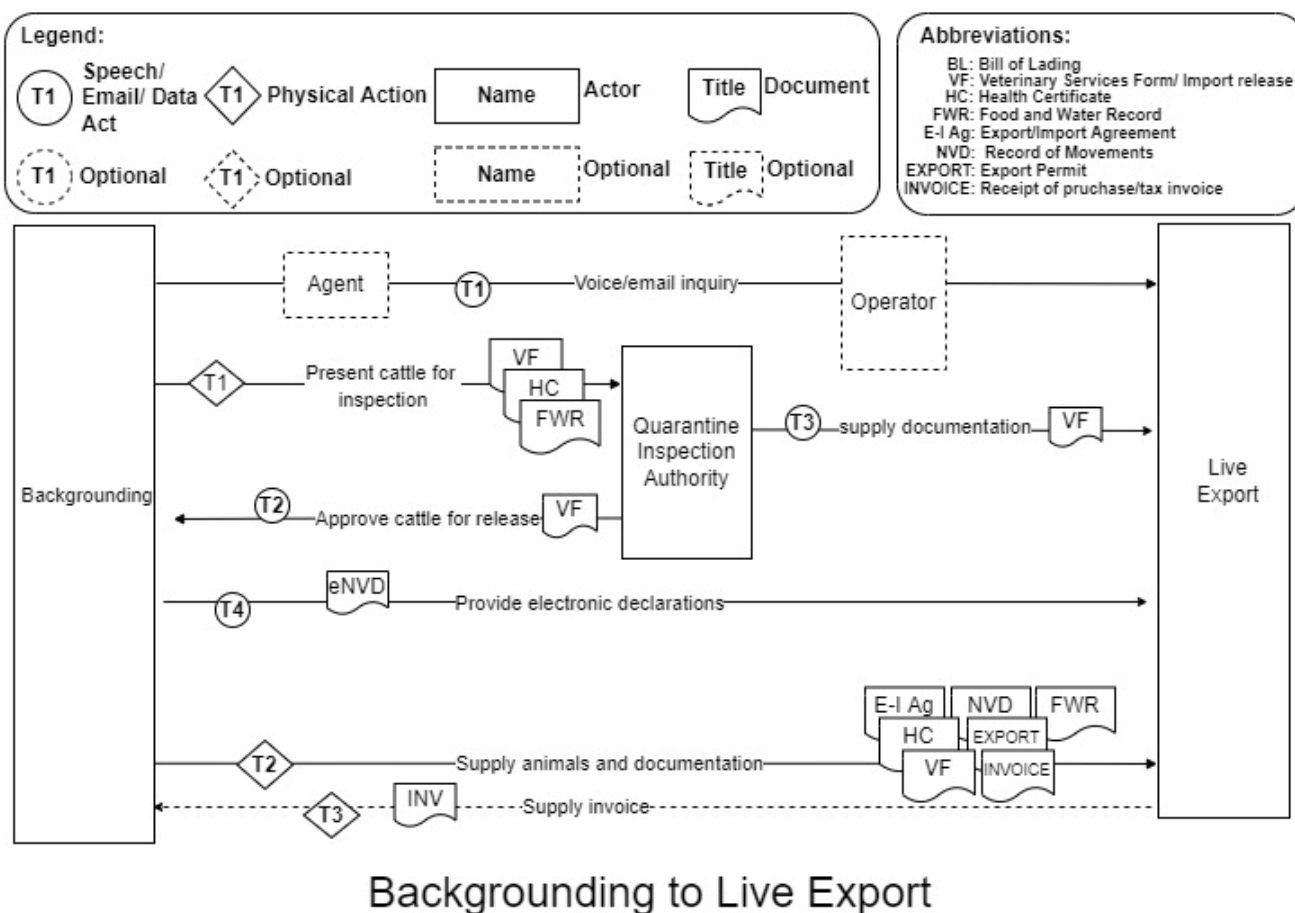 Legend:
T1
Speech/
Email/ Data
Act
T1
Physical Action
Name
Actor
Title
Document
T1
Optional
T1
Optional
Name
Optional
Title
Optional
Abbreviations:
BL: Bill of Lading
VF: Veterinary Services Form/ Import release
HC: Health Certificate
FWR: Food and Water Record
E-I Ag: Export/Import Agreement
NVD: Record of Movements
EXPORT: Export Permit
INVOICE: Receipt of pruchase/tax invoice
Backgrounding
Agent
T1
Voice/email inquiry
Operator
T1
Present cattle for
inspection
VF
HC
FWR
Quarantine
Inspection
Authority
T3
supply documentation
VF
Live
Export
T2
Approve cattle for release
VF
T4
eNVD
Provide electronic declarations
T2
Supply animals and documentation
E-I Ag
NVD
FWR
HC
EXPORT
VF
INVOICE
T3
INV
Supply invoice
Backgrounding to Live Export